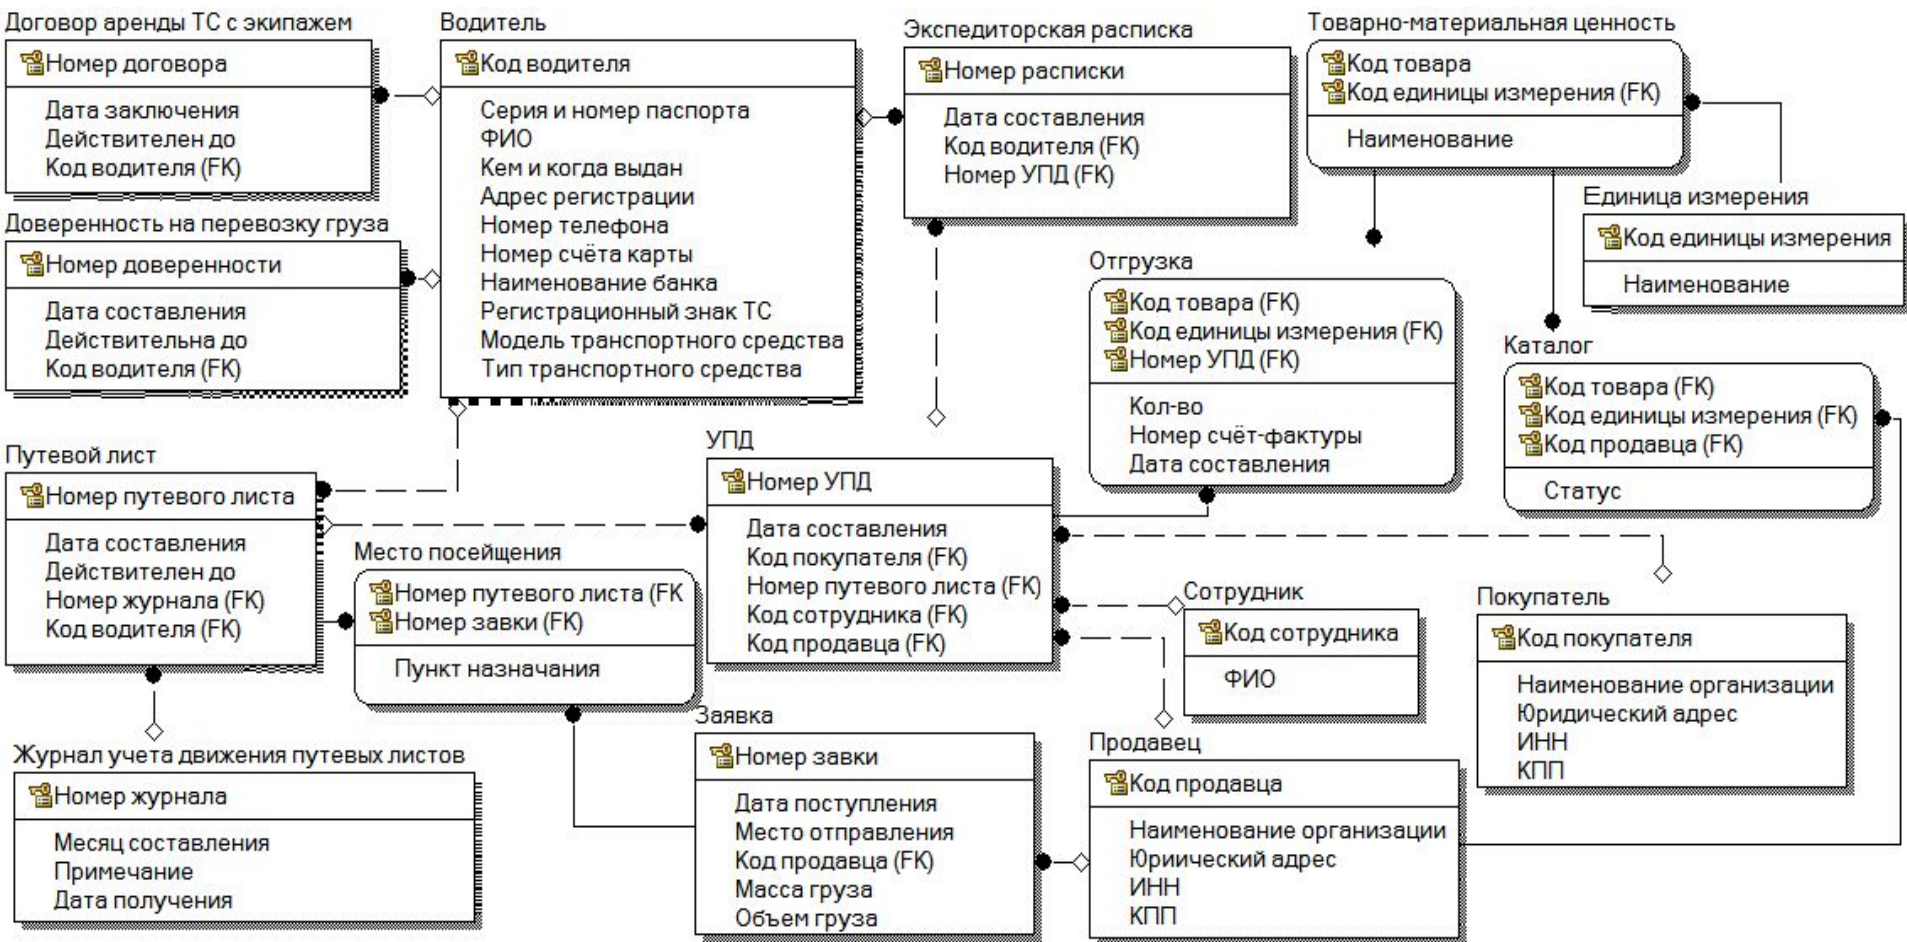 Договор аренды ТС с экипажем
Номер договора
Дата заключения
Действителен до
Код водителя (FK)
Доверенность на перевозку груза
Номер доверенности
Дата составления
Действительна до
Код водителя (FK)
Водитель
Код водителя
Серия и номер паспорта
ФИО
Кем и когда выдан
Адрес регистрации
Номер телефона
Номер счёта карты
Наименование банка
Регистрационный знак ТС
Модель транспортного средства
Тип транспортного средства
Экспедиторская расписка
Номер расписки
Дата составления
Код водителя (FK)
Номер УПД (FK)
Товарно-материальная ценность
Код товара
Код единицы измерения (FK)
Наименование
Единица измерения
Код единицы измерения
Наименование
Отгрузка
Код товара (FK)
Код единицы измерения (FK)
Номер УПД (FK)
Кол-во
Номер счёт-фактуры
Дата составления
Каталог
Код товара (FK)
Код единицы измерения (FK)
Код продавца (FK)
Статус
Путевой лист
Номер путевого листа
Дата составления
Действителен до
Номер журнала (FK)
Код водителя (FK)
Место посейщения
Номер путевого листа (FK
Номер завки (FK)
Пункт назначания
УПД
Номер УПД
Дата составления
Код покупателя (FK)
Номер путевого листа (FK)
Код сотрудника (FK)
Код продавца (FK)
Сотрудник
Код сотрудника
ФИО
Покупатель
Код покупателя
Наименование организации
Юридический адрес
ИНН
КПП
Журнал учета движения путевых листов
Номер журнала
Месяц составления
Примечание
Дата получения
Заявка
Номер завки
Дата поступления
Место отправления
Код продавца (FK)
Масса груза
Объем груза
Продавец
Код продавца
Наименование организации
Юриический адрес
ИНН
КПП